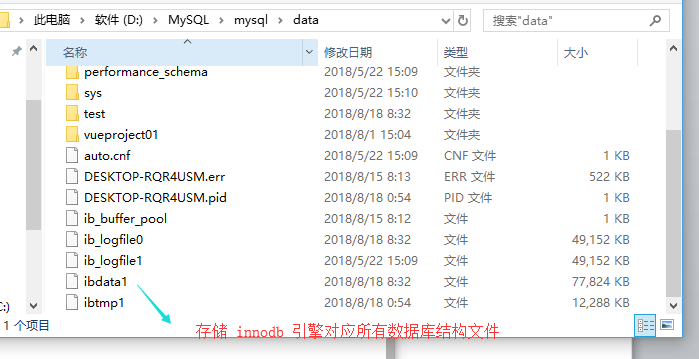 此电脑 › 软件 (D:) › MySQL › mysql › data
搜索"data"
名称 修改日期 类型 大小
performance_schema 2018/5/22 15:09 文件夹
sys 2018/5/22 15:10 文件夹
test 2018/8/18 8:32 文件夹
vueproject01 2018/8/1 15:04 文件夹
auto.cnf 2018/5/22 15:09 CNF 文件 1 KB
DESKTOP-RQR4USM.err 2018/8/15 8:13 ERR 文件 522 KB
DESKTOP-RQR4USM.pid 2018/8/18 0:54 PID 文件 1 KB
ib_buffer_pool 2018/8/15 8:12 文件 1 KB
ib_logfile0 2018/8/18 8:32 文件 49,152 KB
ib_logfile1 2018/5/22 15:09 文件 49,152 KB
ibdata1 2018/8/18 8:32 文件 77,824 KB
ibtmp1 2018/8/18 0:54 文件 12,288 KB
C:)
1 个项目
存储 innodb 引擎对应所有数据库结构文件